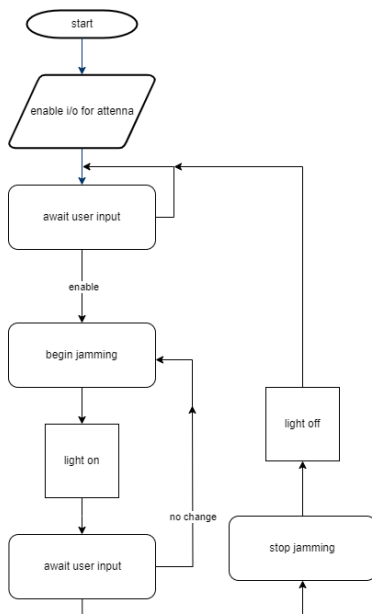 start
enable i/o for attenna
await user input
enable
begin jamming
light on
light off
no change
await user input
stop jamming